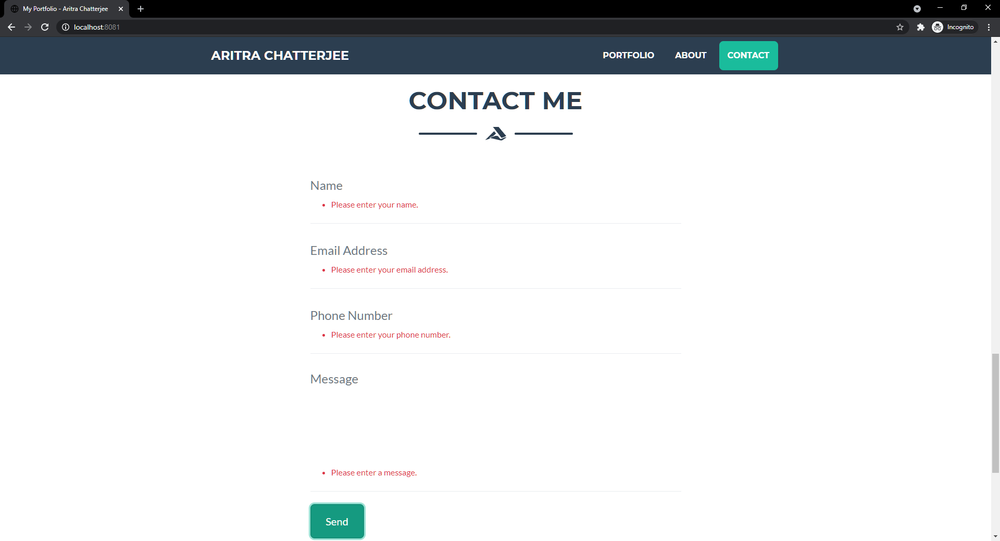 My Portfolio - Aritra Chatterjee
localhost:8081
Incognito
ARITRA CHATTERJEE
PORTFOLIO
ABOUT
CONTACT
CONTACT ME
Name
• Please enter your name.
Email Address
• Please enter your email address.
Phone Number
• Please enter your phone number.
Message
• Please enter a message.
Send